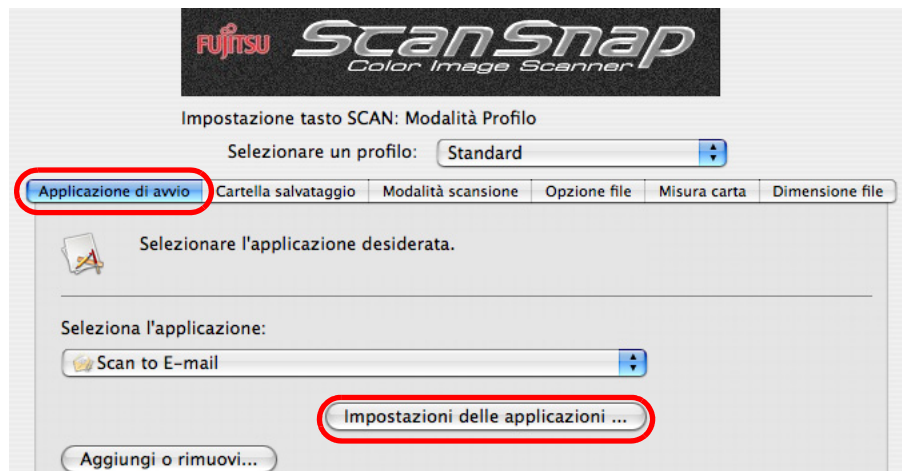 FUJITSU ScanSnap
Color Image Scanner
Impostazione tasto SCAN: Modalità Profilo
Selezionare un profilo: Standard
Applicazione di avvio Cartella salvataggio Modalità scansione Opzione file Misura carta Dimensione file
Selezionare l'applicazione desiderata.
Seleziona l'applicazione:
Scan to E-mail
Impostazioni delle applicazioni ...
Aggiungi o rimuovi...